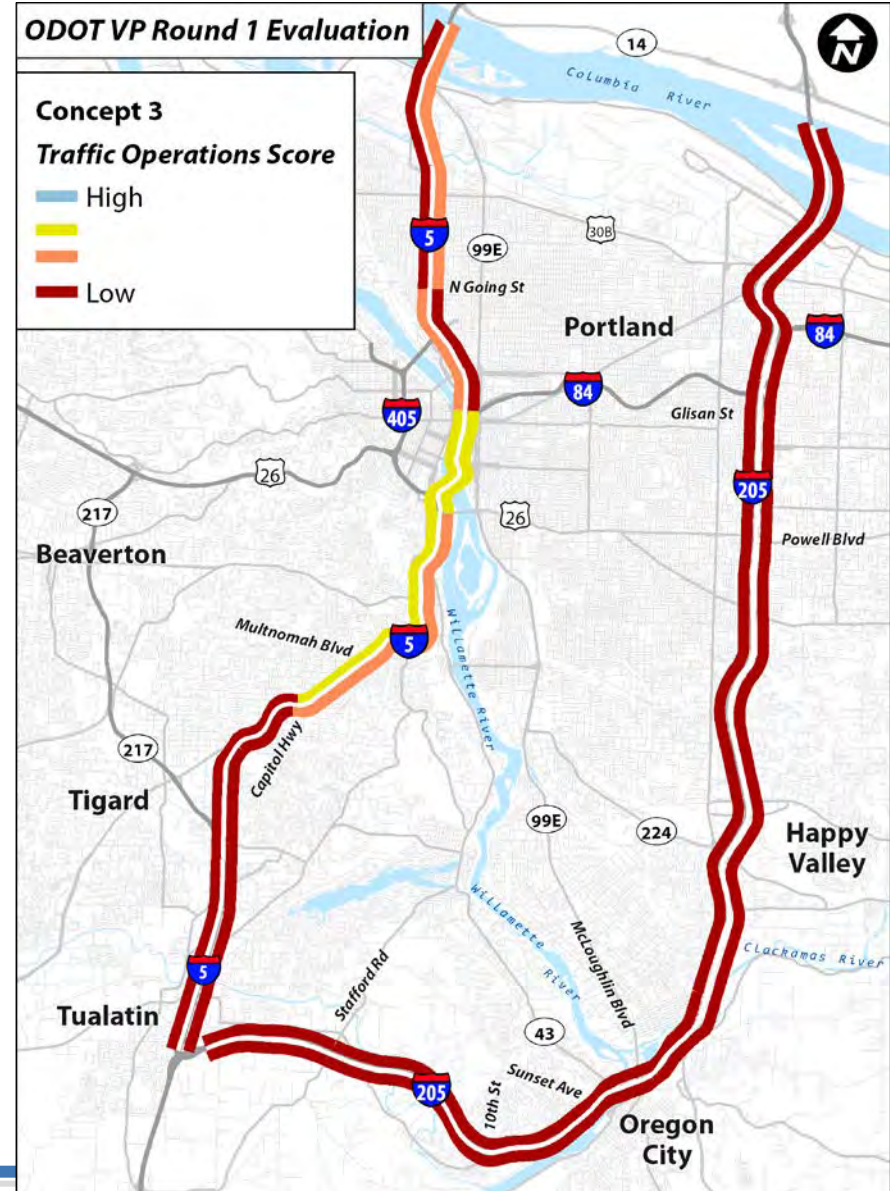 ODOT VP Round 1 Evaluation
Concept 3
Traffic Operations Score
High
Low
N
14
Columbia River
5
99E
30B
N Going St
Portland
84
84
405
Glisan St
26
205
217
26
Powell Blvd
Beaverton
Multnomah Blvd
5
Willamette River
Capitol Hwy
217
Tigard
99E
224
Happy
Valley
Willamette
River
McLoughlin Blvd
Clackamas River
Stafford Rd
5
Tualatin
43
Sunset Ave
10th St
205
Oregon
City